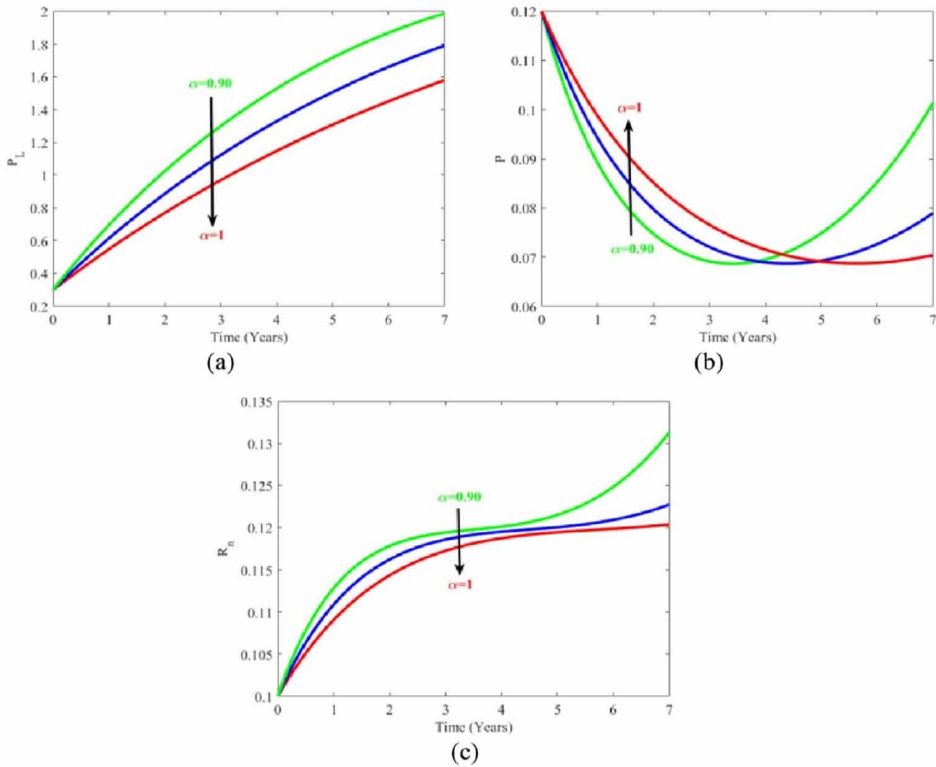 2
1.8
1.6
1.4
1.2
1
0.8
0.6
0.4
0.2
P_L
α=0.90
α=1
0 1 2 3 4 5 6 7
Time (Years)
(a)
0.12
0.11
0.1
0.09
0.08
0.07
0.06
P
α=1
α=0.90
0 1 2 3 4 5 6 7
Time (Years)
(b)
0.135
0.13
0.125
0.12
0.115
0.11
0.105
0.1
R_n
α=0.90
α=1
0 1 2 3 4 5 6 7
Time (Years)
(c)